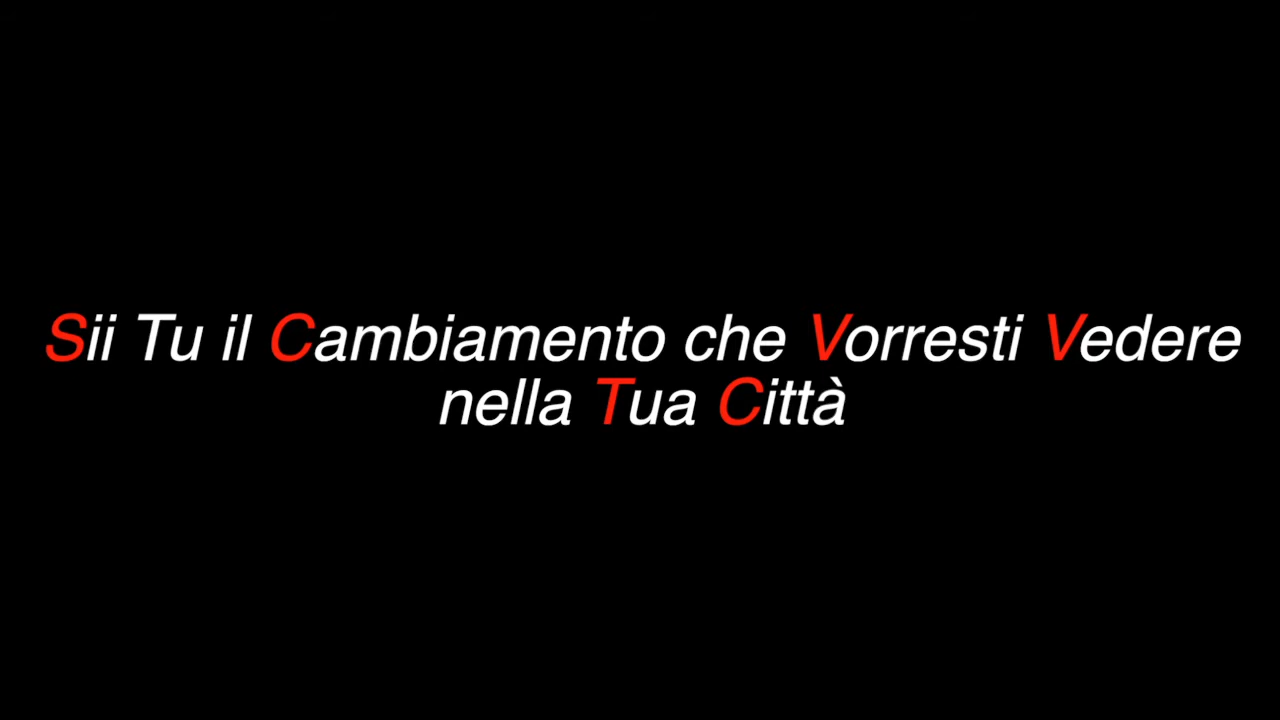 Sii Tu il Cambiamento che Vorresti Vedere
nella Tua Città